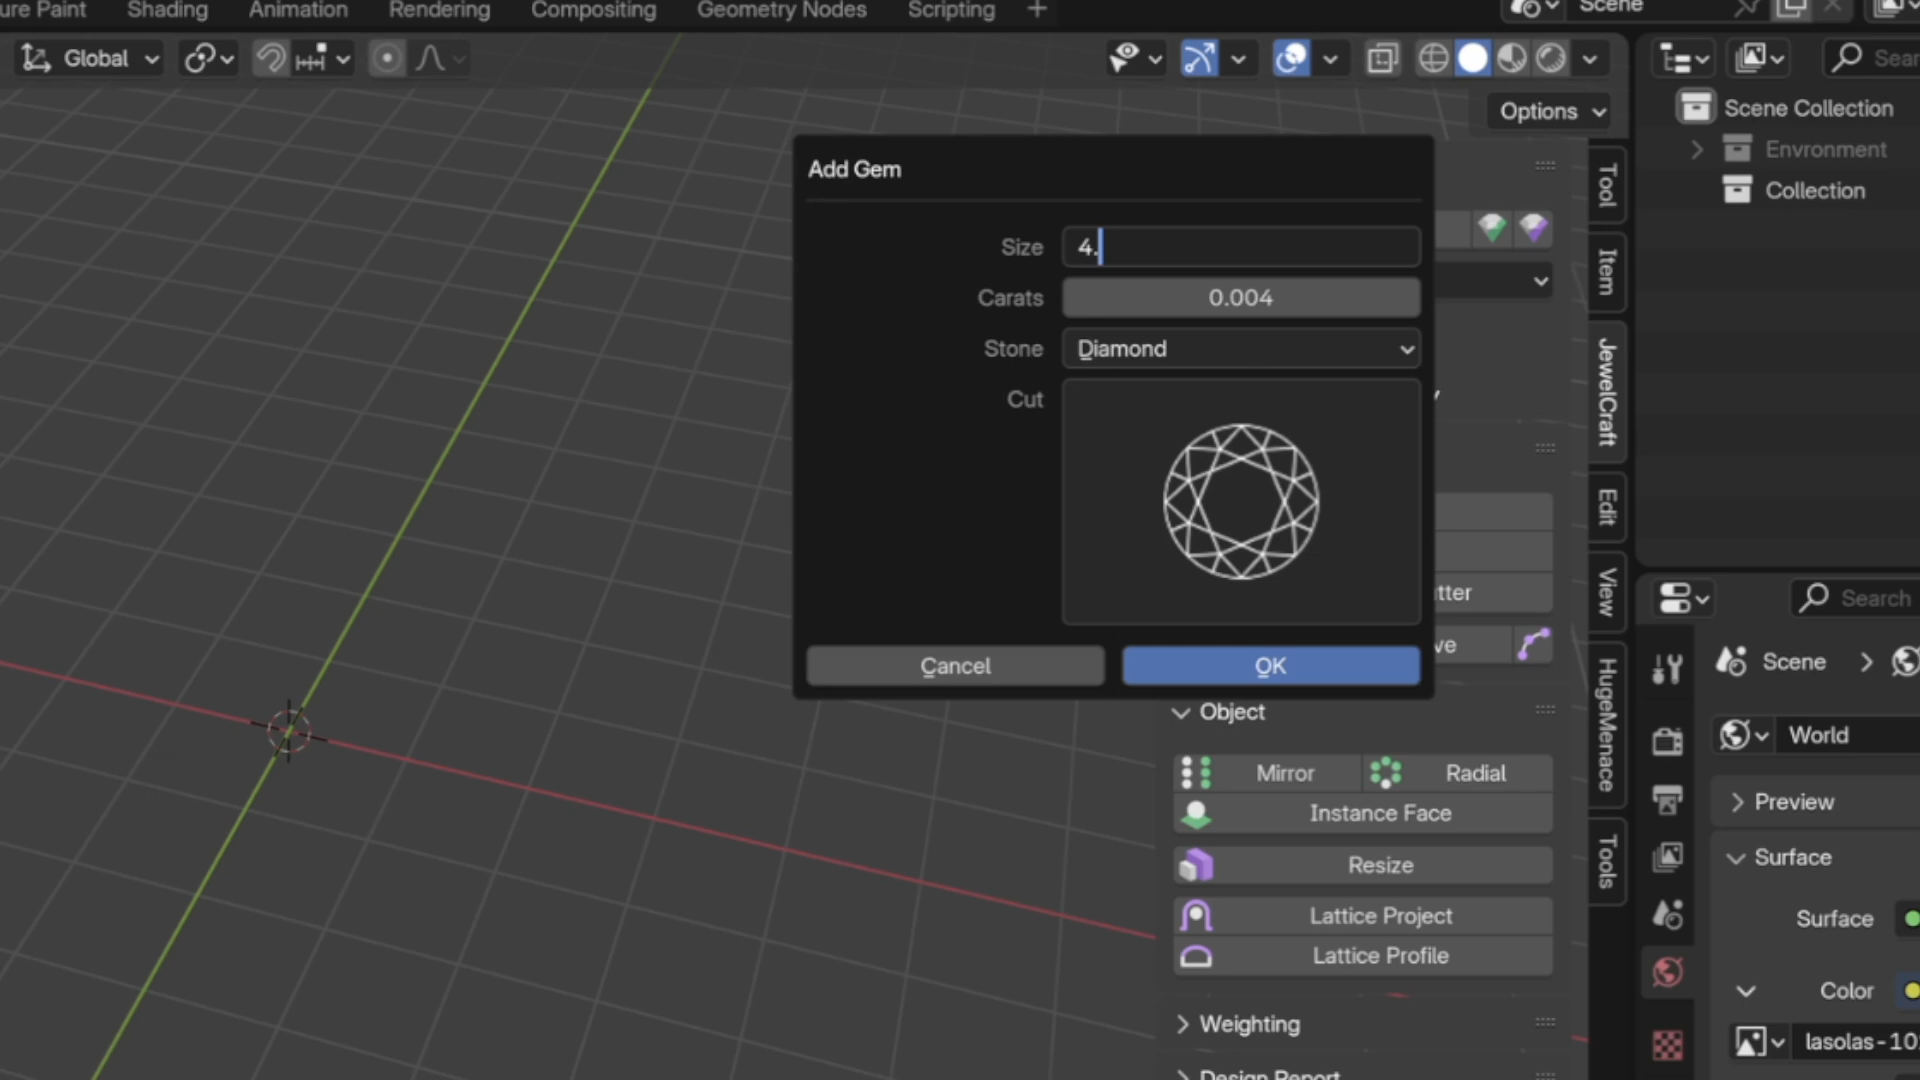 ure Paint Shading Animation Rendering Compositing Geometry Nodes Scripting +
Scene
Global
Options
Sear
Scene Collection
Envronment
Collection
Add Gem
Size 4.
Carats 0.004
Stone Diamond
Cut
Cancel OK
Tool
Item
JewelCraft
Edit
View
HugeMenace
Tools
tter
ve
Object
Mirror Radial
Instance Face
Resize
Lattice Project
Lattice Profile
Weighting
Design Report
Search
Scene
World
Preview
Surface
Surface
Color
lasolas-10